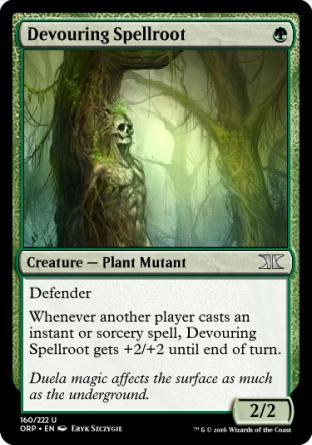 Devouring Spellroot
Creature — Plant Mutant
Defender
Whenever another player casts an
instant or sorcery spell, Devouring
Spellroot gets +2/+2 until end of turn.
Duela magic affects the surface as much
as the underground.
2/2
160/222 U
ORP • EN Eryk Szczygie
™ & © 2016 Wizards of the Coast